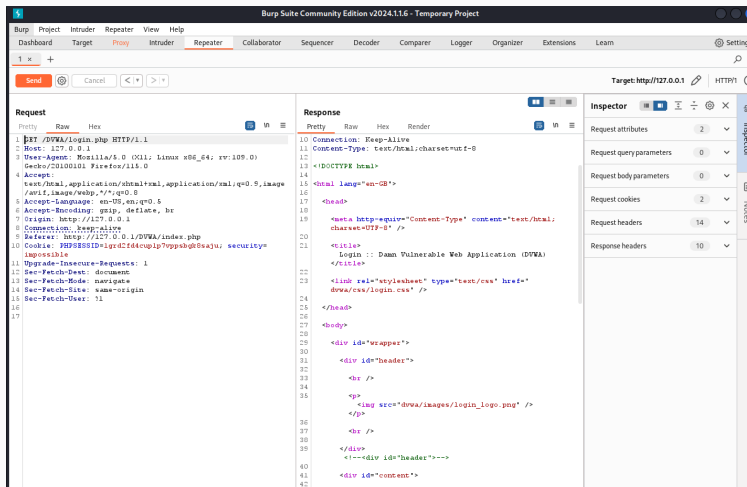 Burp Suite Community Edition v2024.1.1.6 - Temporary Project
Burp Project Intruder Repeater View Help
Dashboard Target Proxy Intruder Repeater Collaborator Sequencer Decoder Comparer Logger Organizer Extensions Learn Setting
1 × +
Send Cancel < > Target: http://127.0.0.1 HTTP/1
Request
Pretty Raw Hex
1 GET /DVWA/login.php HTTP/1.1
2 Host: 127.0.0.1
3 User-Agent: Mozilla/5.0 (X11; Linux x86_64; rv:109.0)
Gecko/20100101 Firefox/115.0
4 Accept:
text/html,application/xhtml+xml,application/xml;q=0.9,image
/avif,image/webp,*/*;q=0.8
5 Accept-Language: en-US,en;q=0.5
6 Accept-Encoding: gzip, deflate, br
7 Origin: http://127.0.0.1
8 Connection: keep-alive
9 Referer: http://127.0.0.1/DVWA/index.php
10 Cookie: PHPSESSID=lgrd2fd4cuplp7vppsbgk8saju; security=
impossible
11 Upgrade-Insecure-Requests: 1
12 Sec-Fetch-Dest: document
13 Sec-Fetch-Mode: navigate
14 Sec-Fetch-Site: same-origin
15 Sec-Fetch-User: ?1
16
17
Response
Pretty Raw Hex Render
10 Connection: Keep-Alive
11 Content-Type: text/html;charset=utf-8
12
13 <!DOCTYPE html>
14
15 <html lang="en-GB">
16
17 <head>
18
19 <meta http-equiv="Content-Type" content="text/html;
charset=UTF-8" />
20
21 <title>
Login :: Damn Vulnerable Web Application (DVWA)
</title>
22
23 <link rel="stylesheet" type="text/css" href="
dvwa/css/login.css" />
24
25 </head>
26
27 <body>
28
29 <div id="wrapper">
30
31 <div id="header">
32
33 <br />
34
35 <p>
<img src="dvwa/images/login_logo.png" />
</p>
36
37 <br />
38
39 </div>
<!--<div id="header">-->
40
41 <div id="content">
42
Inspector
Request attributes 2
Request query parameters 0
Request body parameters 0
Request cookies 2
Request headers 14
Response headers 10
Inspector
Notes